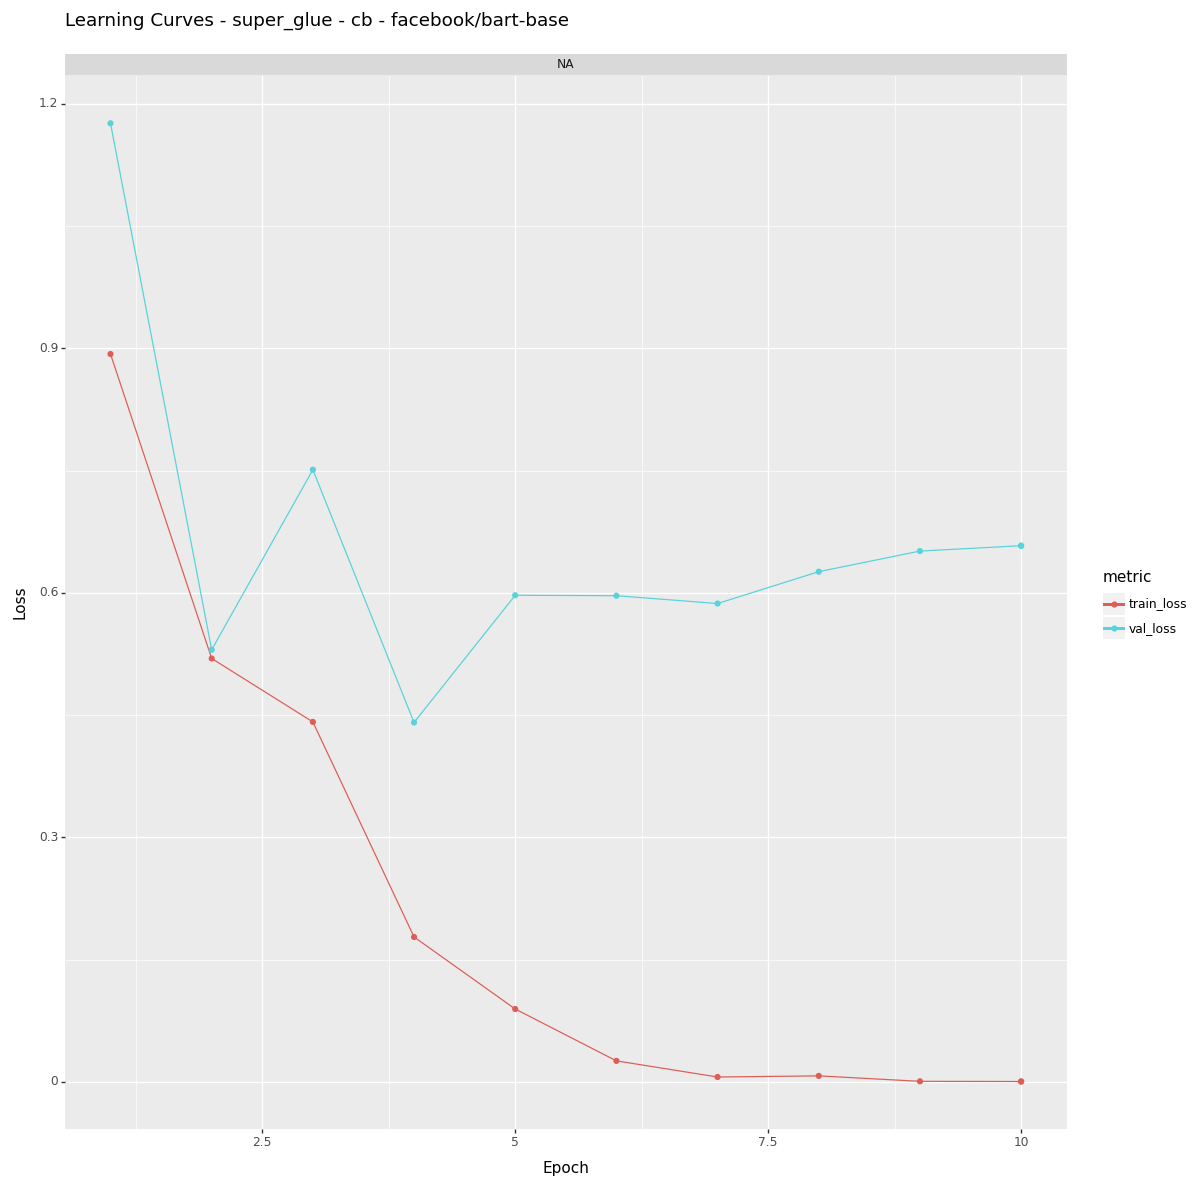 Learning Curves - super_glue - cb - facebook/bart-base
NA
1.2
0.9
0.6
0.3
0
Loss
2.5
5
7.5
10
Epoch
metric
train_loss
val_loss